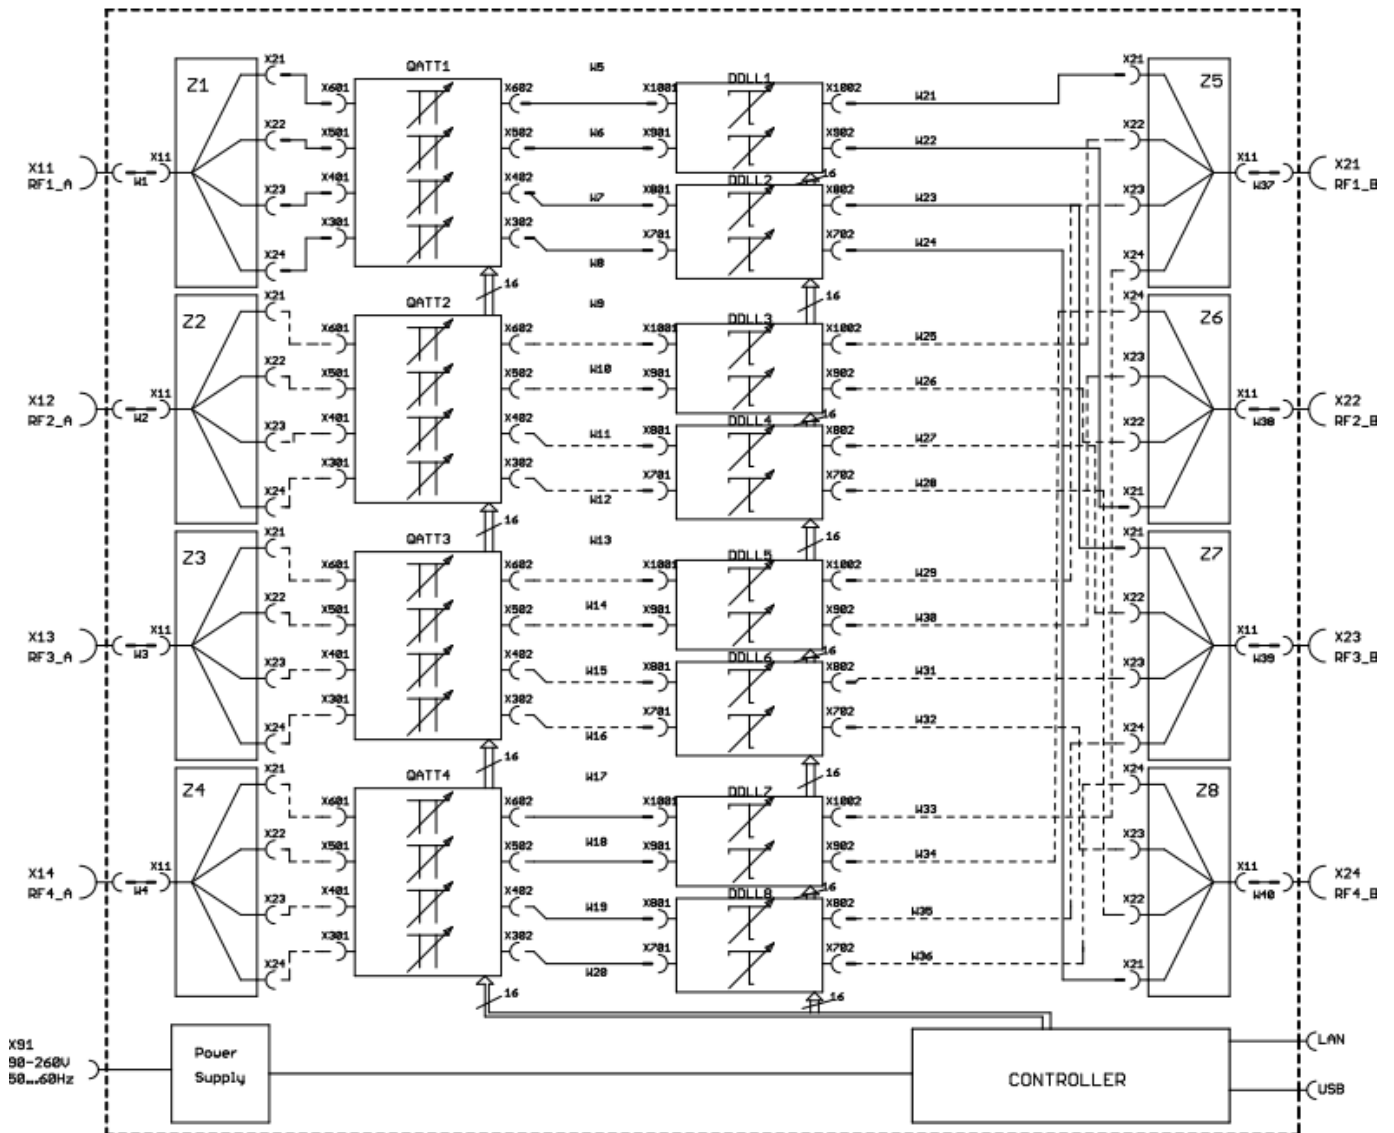 Z1
X21
X22
X23
X24
X11
RF1_A
W1
X11
QATT1
X601
X501
X401
X301
X602
X502
X402
X302
W5
W6
W7
W8
DDLL1
X1001
X901
X1002
X902
16
DDLL2
X801
X701
X802
X702
W21
W22
W23
W24
Z5
X21
X22
X23
X24
X11
W37
X21
RF1_B
16
16
Z2
X21
X22
X23
X24
X12
RF2_A
W2
X11
QATT2
X601
X501
X401
X301
X602
X502
X402
X302
W9
W10
W11
W12
DDLL3
X1001
X901
X1002
X902
16
DDLL4
X801
X701
X802
X702
W25
W26
W27
W28
Z6
X24
X23
X22
X21
X11
W38
X22
RF2_B
16
16
Z3
X21
X22
X23
X24
X13
RF3_A
W3
X11
QATT3
X601
X501
X401
X301
X602
X502
X402
X302
W13
W14
W15
W16
DDLL5
X1001
X901
X1002
X902
16
DDLL6
X801
X701
X802
X702
W29
W30
W31
W32
Z7
X21
X22
X23
X24
X11
W39
X23
RF3_B
16
16
Z4
X21
X22
X23
X24
X14
RF4_A
W4
X11
QATT4
X601
X501
X401
X301
X602
X502
X402
X302
W17
W18
W19
W20
DDLL7
X1001
X901
X1002
X902
16
DDLL8
X801
X701
X802
X702
W33
W34
W35
W36
Z8
X24
X23
X22
X21
X11
W40
X24
RF4_B
16
16
X91
90-260V
50...60Hz
Power
Supply
CONTROLLER
LAN
USB